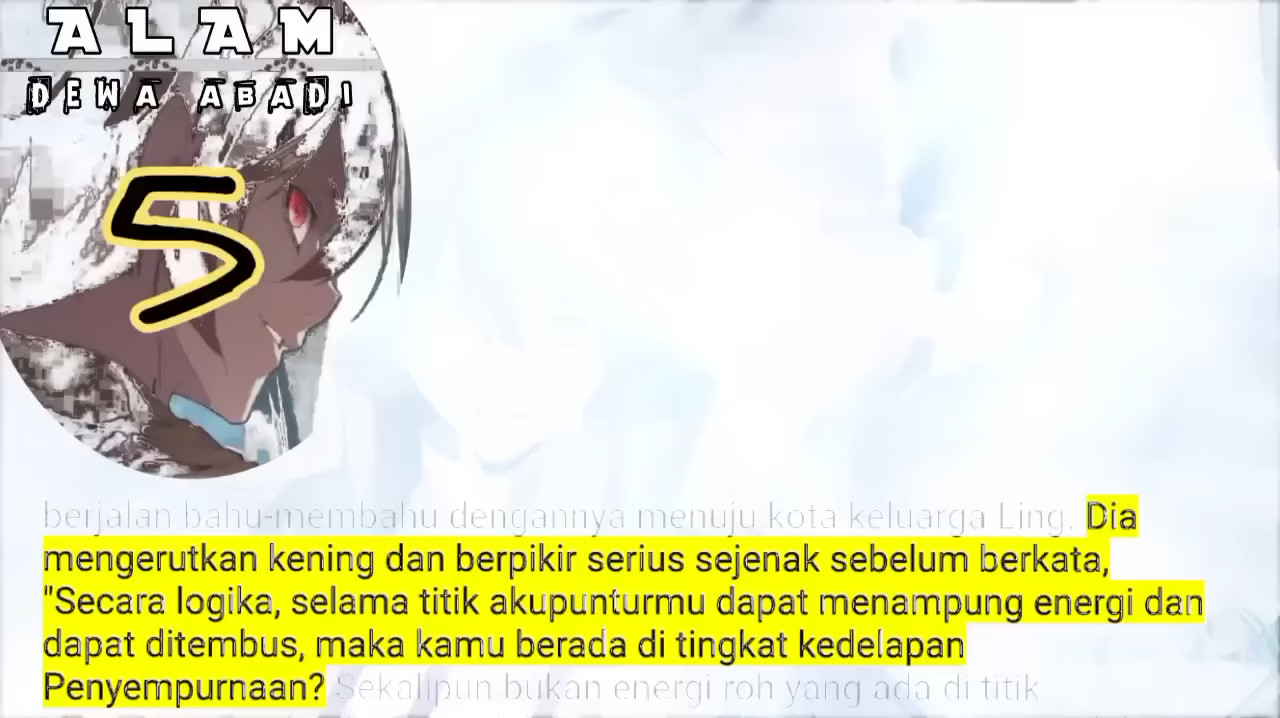 ALAM
DEWA ABADI
5
berjalan bahu-membahu dengannya menuju kota keluarga Ling. Dia
mengerutkan kening dan berpikir serius sejenak sebelum berkata,
"Secara logika, selama titik akupunturmu dapat menampung energi dan
dapat ditembus, maka kamu berada di tingkat kedelapan
Penyempurnaan? Sekalipun bukan energi roh yang ada di titik